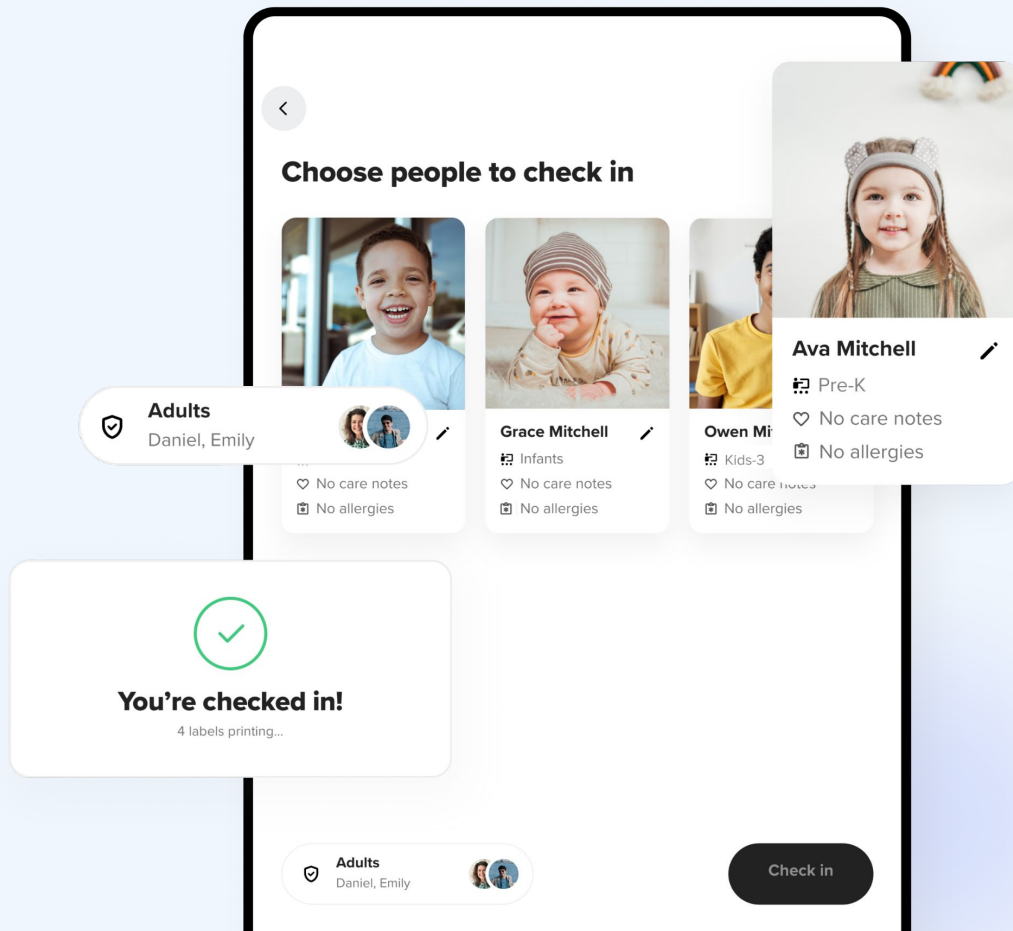 Choose people to check in
Ava Mitchell
Pre-K
No care notes
No allergies
Adults
Daniel, Emily
No care notes
No allergies
Grace Mitchell
Infants
No care notes
No allergies
Owen
Kids-3
No care notes
No allergies
You’re checked in!
4 labels printing...
Adults
Daniel, Emily
Check in